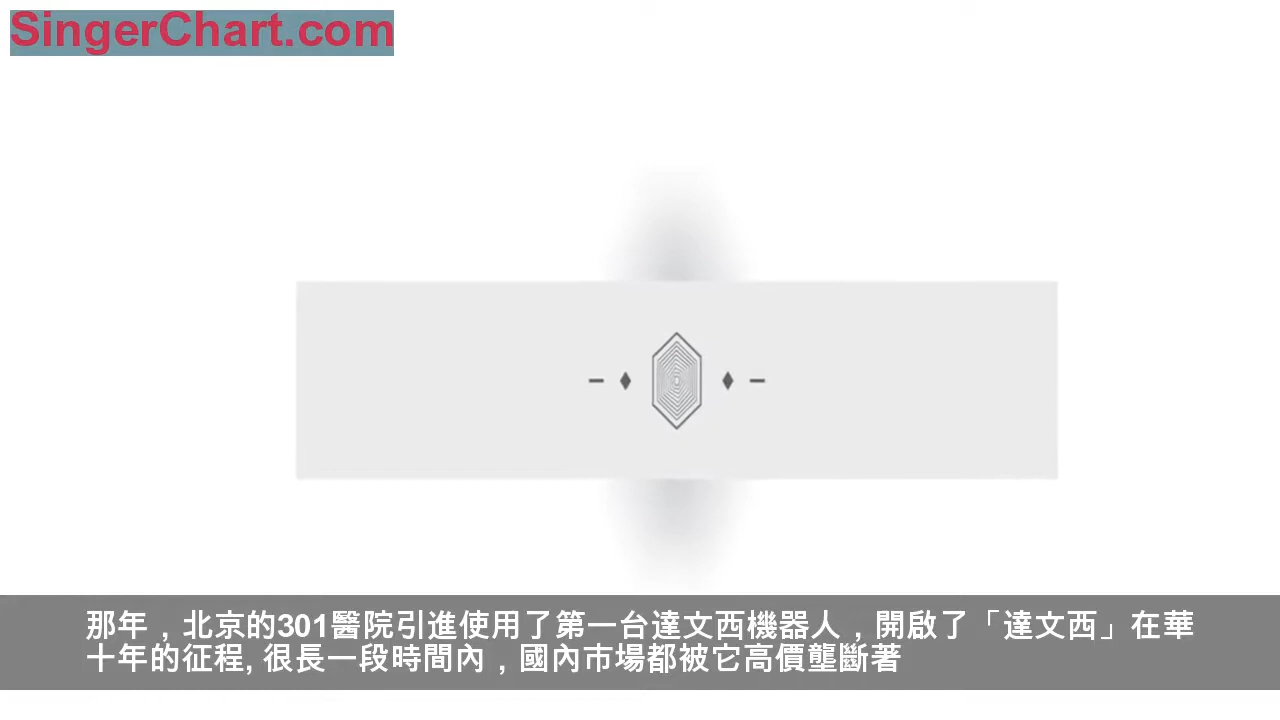 SingerChart.com
那年，北京的301醫院引進使用了第一台達文西機器人，開啟了「達文西」在華
十年的征程, 很長一段時間內，國內市場都被它高價壟斷著